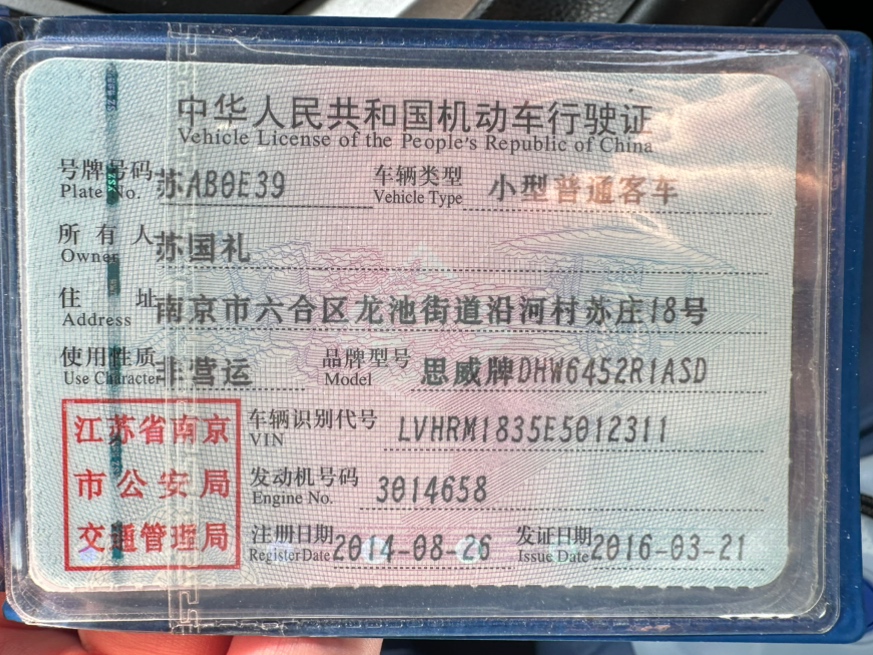 中华人民共和国机动车行驶证
Vehicle License of the People's Republic of China
号牌号码 苏AB0E39 车辆类型 小型普通客车
Plate No. Vehicle Type
所有人 苏国礼
Owner
住址 南京市六合区龙池街道沿河村苏庄18号
Address
使用性质 非营运 品牌型号 思威牌DHW6452R1ASD
Use Character Model
江苏省南京
市公安局
交通管理局
车辆识别代号 LVHRM1835E5012311
VIN
发动机号码 3014658
Engine No.
注册日期 2014-08-26 发证日期 2016-03-21
Register Date Issue Date